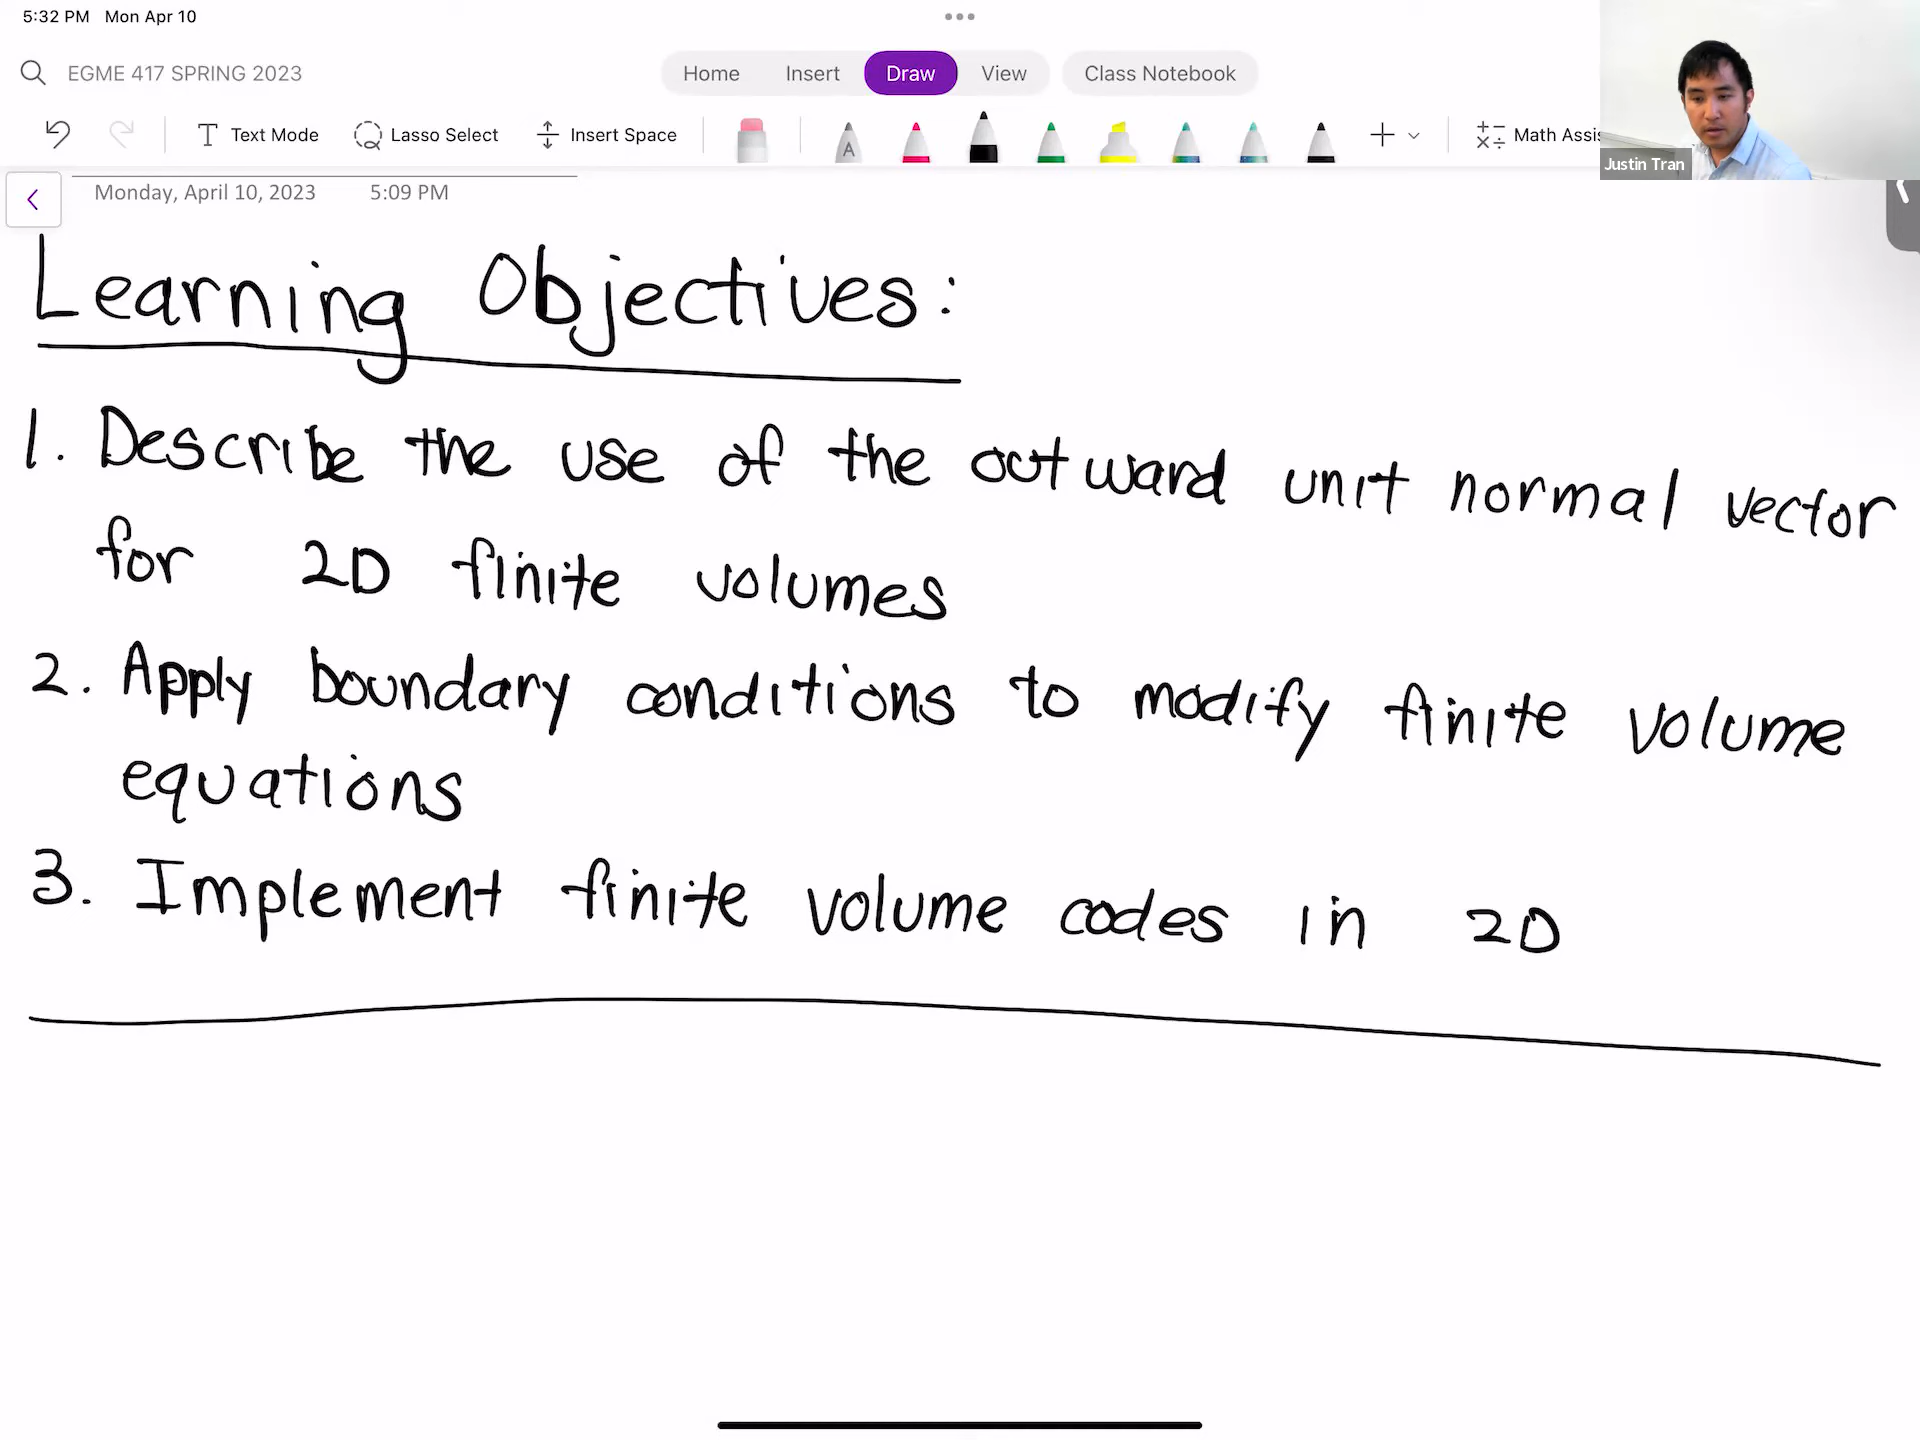 5:32 PM Mon Apr 10
EGME 417 SPRING 2023
Home Insert Draw View Class Notebook
Text Mode Lasso Select Insert Space A Math Assis
Justin Tran
Monday, April 10, 2023 5:09 PM
Learning Objectives:
1. Describe the use of the outward unit normal vector
for 2D finite volumes
2. Apply boundary conditions to modify finite volume
equations
3. Implement finite volume codes in 2D